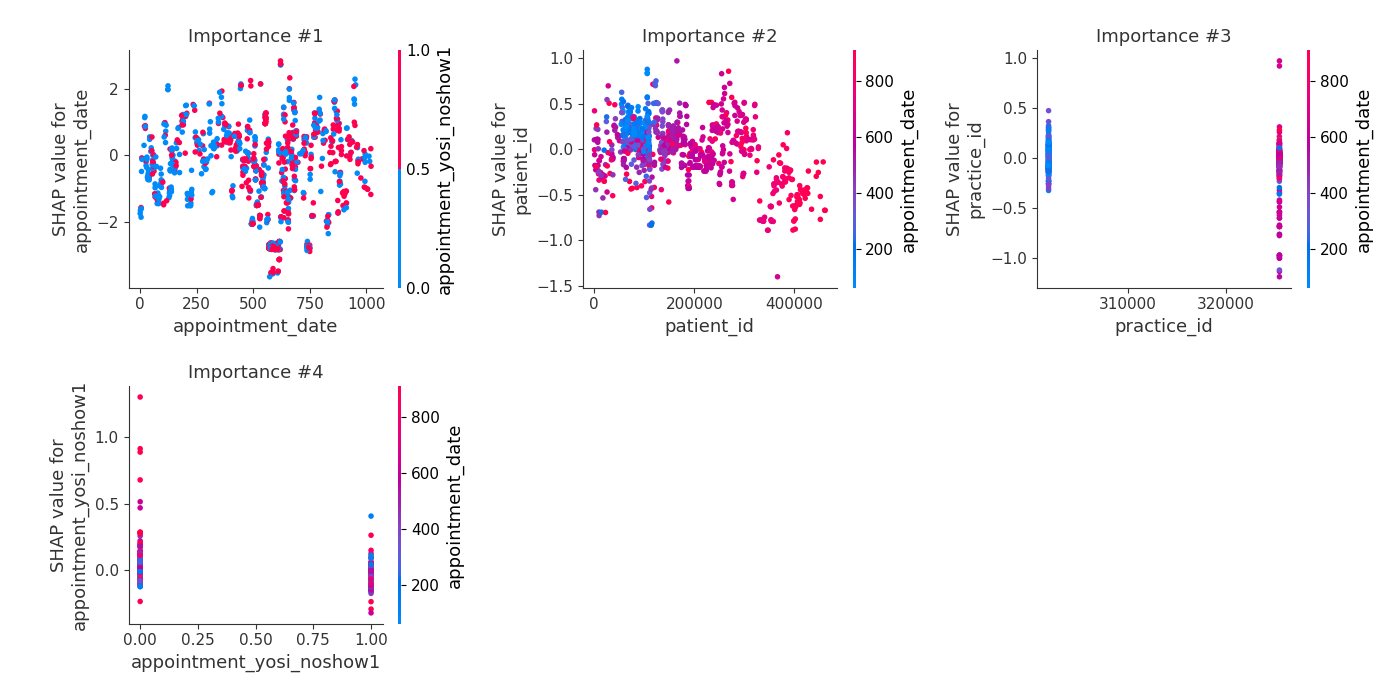 Importance #1
SHAP value for
appointment_date
2
0
−2
0
250
500
750
1000
appointment_date
1.0
0.5
0.0
appointment_yosi_noshow1
Importance #2
SHAP value for
patient_id
1.0
0.5
0.0
−0.5
−1.0
−1.5
0
200000
400000
patient_id
800
600
400
200
appointment_date
Importance #3
SHAP value for
practice_id
1.0
0.5
0.0
−0.5
−1.0
310000
320000
practice_id
800
600
400
200
appointment_date
Importance #4
SHAP value for
appointment_yosi_noshow1
1.0
0.5
0.0
0.00
0.25
0.50
0.75
1.00
appointment_yosi_noshow1
800
600
400
200
appointment_date